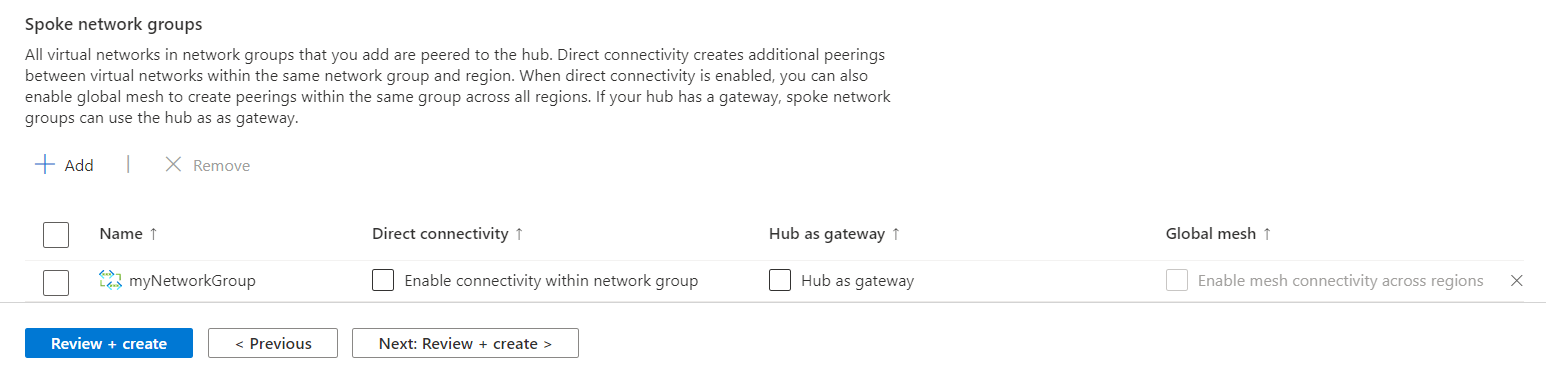 Spoke network groups
All virtual networks in network groups that you add are peered to the hub. Direct connectivity creates additional peerings
between virtual networks within the same network group and region. When direct connectivity is enabled, you can also
enable global mesh to create peerings within the same group across all regions. If your hub has a gateway, spoke network
groups can use the hub as as gateway.
Add | Remove
Name ↑ Direct connectivity ↑ Hub as gateway ↑ Global mesh ↑
myNetworkGroup Enable connectivity within network group Hub as gateway Enable mesh connectivity across regions
Review + create < Previous Next: Review + create >